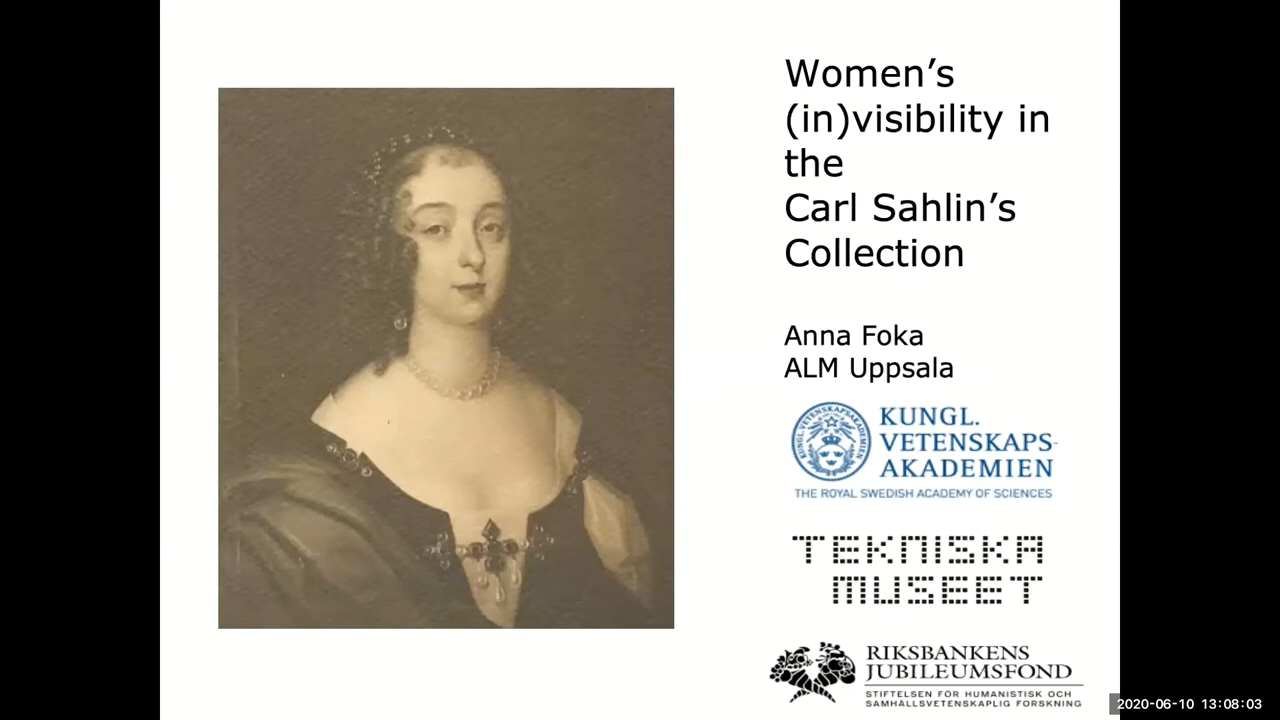 Women’s
(in)visibility in
the
Carl Sahlin’s
Collection
Anna Foka
ALM Uppsala
KUNGL.
VETENSKAPS-
AKADEMIEN
THE ROYAL SWEDISH ACADEMY OF SCIENCES
TEKNISKA
MUSEET
RIKSBANKENS
JUBILEUMSFOND
STIFTELSEN FÖR HUMANISTISK OCH
SAMHÄLLSVETENSKAPLIG FORSKNING
2020-06-10 13:08:03